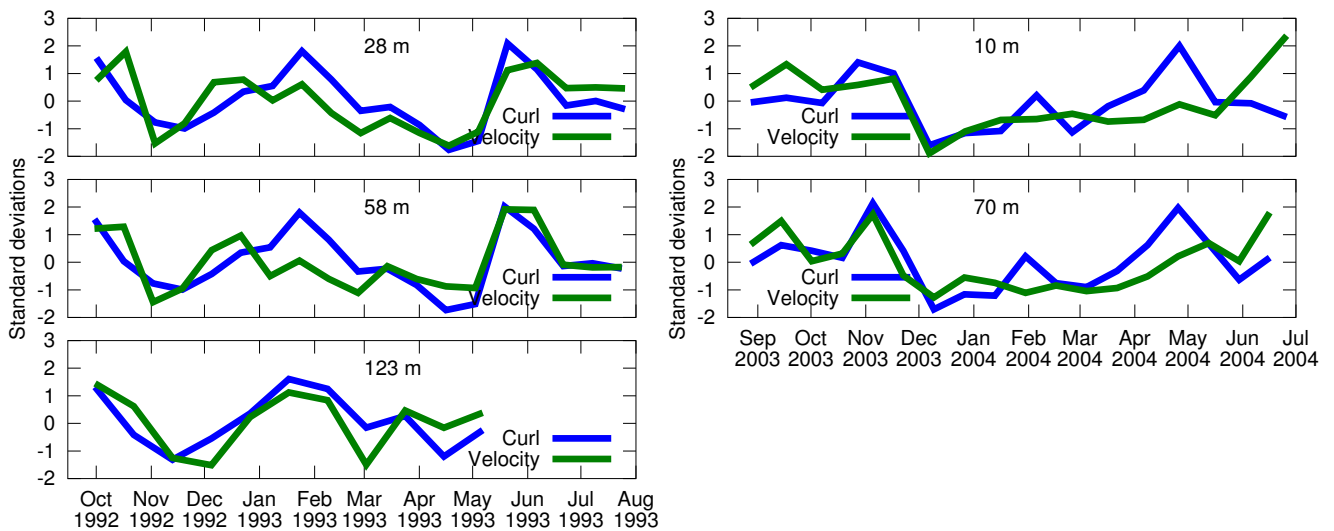 3
2
1
0
-1
-2
28 m
Curl
Velocity
3
2
1
0
-1
-2
58 m
Curl
Velocity
Standard deviations
3
2
1
0
-1
-2
123 m
Curl
Velocity
Oct Nov Dec Jan Feb Mar Apr May Jun Jul Aug
1992 1992 1992 1993 1993 1993 1993 1993 1993 1993 1993
3
2
1
0
-1
-2
10 m
Curl
Velocity
Standard deviations
3
2
1
0
-1
-2
70 m
Curl
Velocity
Sep Oct Nov Dec Jan Feb Mar Apr May Jun Jul
2003 2003 2003 2003 2004 2004 2004 2004 2004 2004 2004